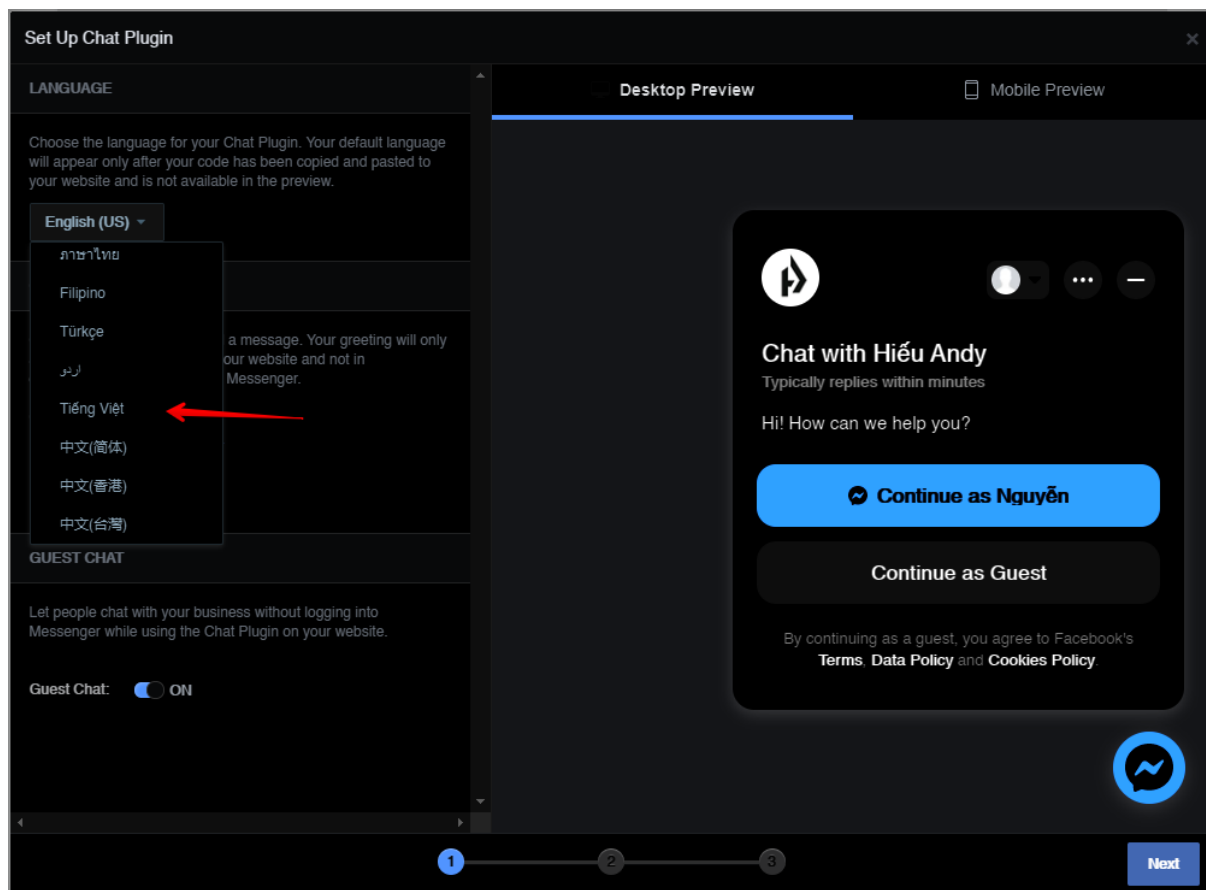 Set Up Chat Plugin
LANGUAGE
Choose the language for your Chat Plugin. Your default language
will appear only after your code has been copied and pasted to
your website and is not available in the preview.
English (US)
ภาษาไทย
Filipino
Türkçe
اردو
Tiếng Việt
中文(简体)
中文(香港)
中文(台灣)
a message. Your greeting will only
our website and not in
Messenger.
GUEST CHAT
Let people chat with your business without logging into
Messenger while using the Chat Plugin on your website.
Guest Chat: ON
Desktop Preview
Mobile Preview
Chat with Hiếu Andy
Typically replies within minutes
Hi! How can we help you?
Continue as Nguyễn
Continue as Guest
By continuing as a guest, you agree to Facebook's
Terms, Data Policy and Cookies Policy.
1 2 3
Next